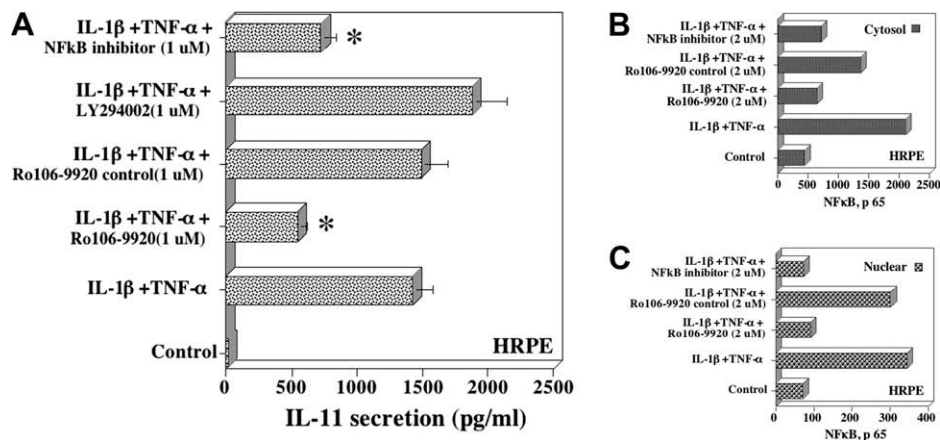 A
IL-1β +TNF-α +
NFkB inhibitor (1 uM)
*
IL-1β +TNF-α +
LY294002(1 uM)
IL-1β +TNF-α +
Ro106-9920 control(1 uM)
IL-1β +TNF-α +
Ro106-9920(1 uM)
*
IL-1β +TNF-α
Control
HRPE
0 500 1000 1500 2000 2500
IL-11 secretion (pg/ml)
B
IL-1β +TNF-α +
NFkB inhibitor (2 uM)
Cytosol
IL-1β +TNF-α +
Ro106-9920 control (2 uM)
IL-1β +TNF-α +
Ro106-9920 (2 uM)
IL-1β +TNF-α
Control
HRPE
0 500 1000 1500 2000 2500
NFκB, p 65
C
IL-1β +TNF-α +
NFkB inhibitor (2 uM)
Nuclear
IL-1β +TNF-α +
Ro106-9920 control (2 uM)
IL-1β +TNF-α +
Ro106-9920 (2 uM)
IL-1β +TNF-α
Control
HRPE
0 100 200 300 400
NFκB, p 65